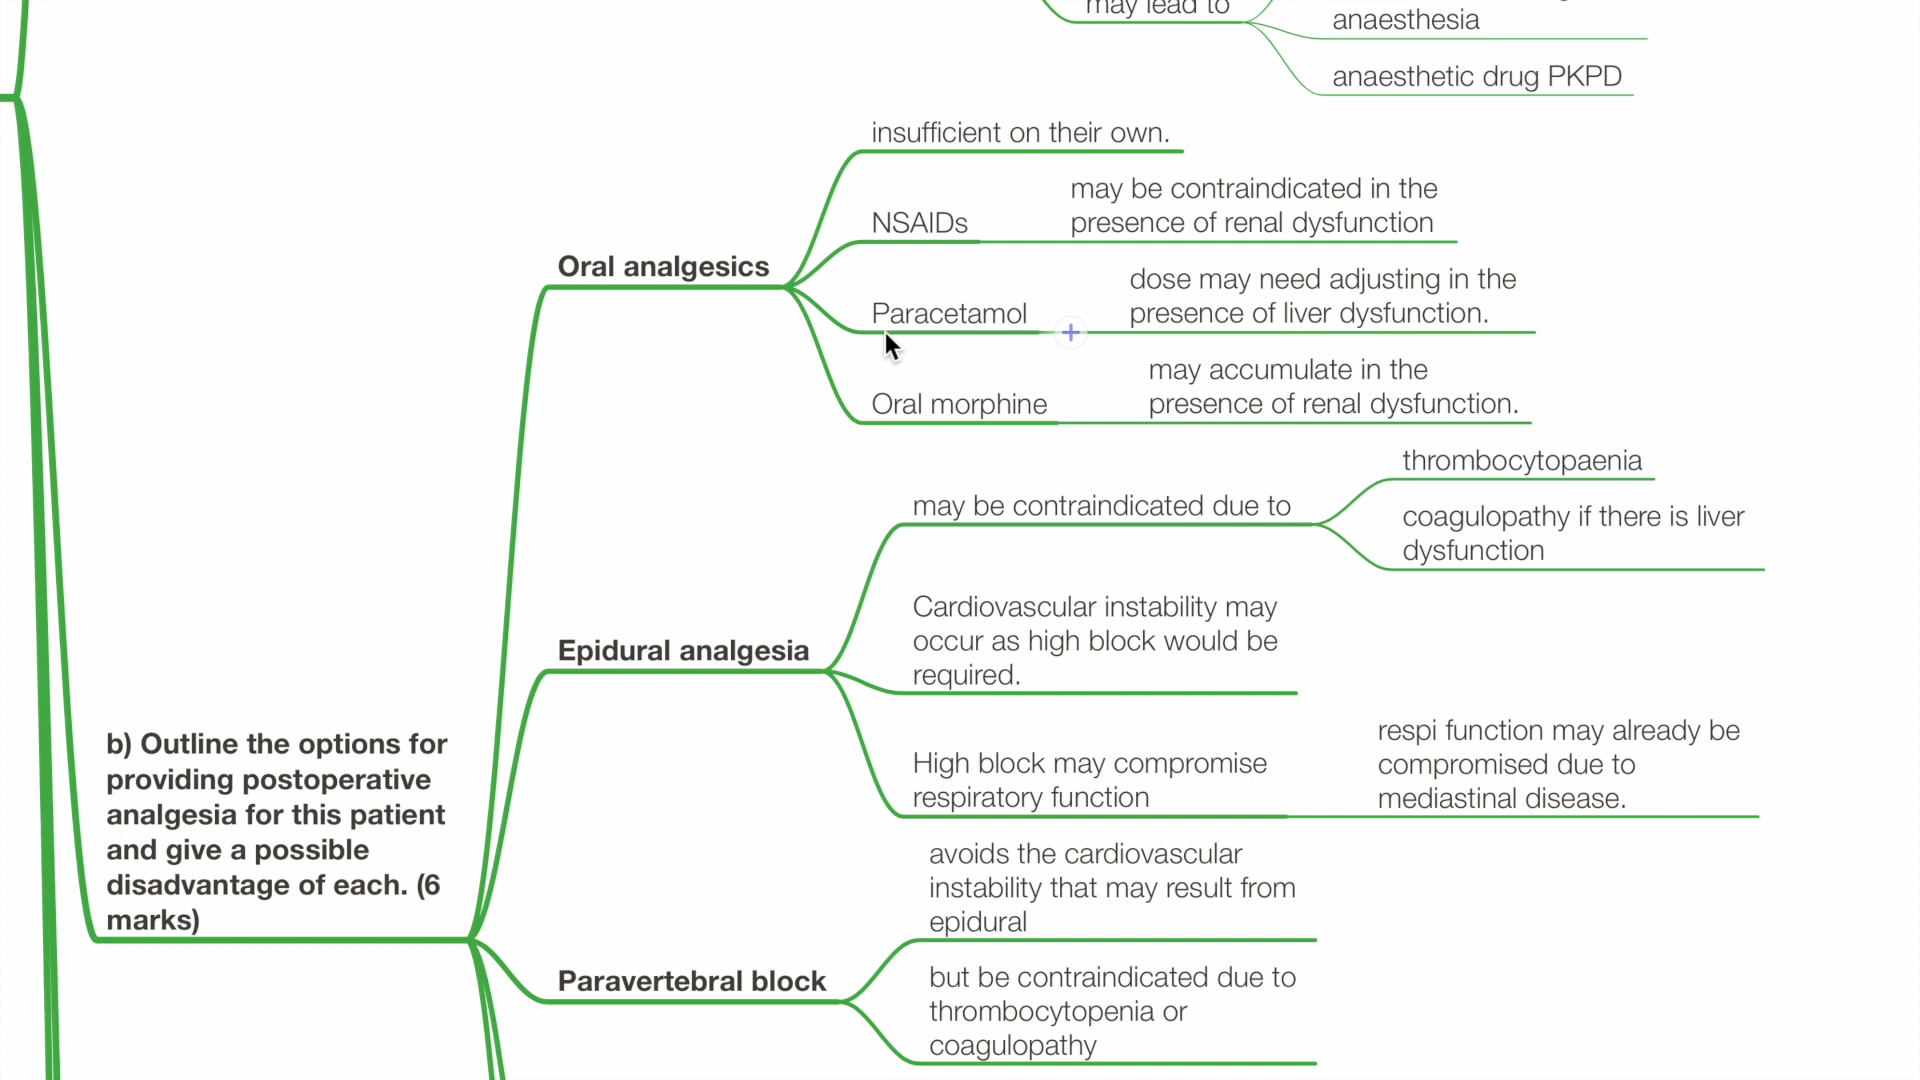 may lead to
anaesthesia
anaesthetic drug PKPD
insufficient on their own.
NSAIDs
may be contraindicated in the
presence of renal dysfunction
Oral analgesics
Paracetamol
dose may need adjusting in the
presence of liver dysfunction.
Oral morphine
may accumulate in the
presence of renal dysfunction.
may be contraindicated due to
thrombocytopaenia
coagulopathy if there is liver
dysfunction
Epidural analgesia
Cardiovascular instability may
occur as high block would be
required.
High block may compromise
respiratory function
respi function may already be
compromised due to
mediastinal disease.
b) Outline the options for
providing postoperative
analgesia for this patient
and give a possible
disadvantage of each. (6
marks)
Paravertebral block
avoids the cardiovascular
instability that may result from
epidural
but be contraindicated due to
thrombocytopenia or
coagulopathy